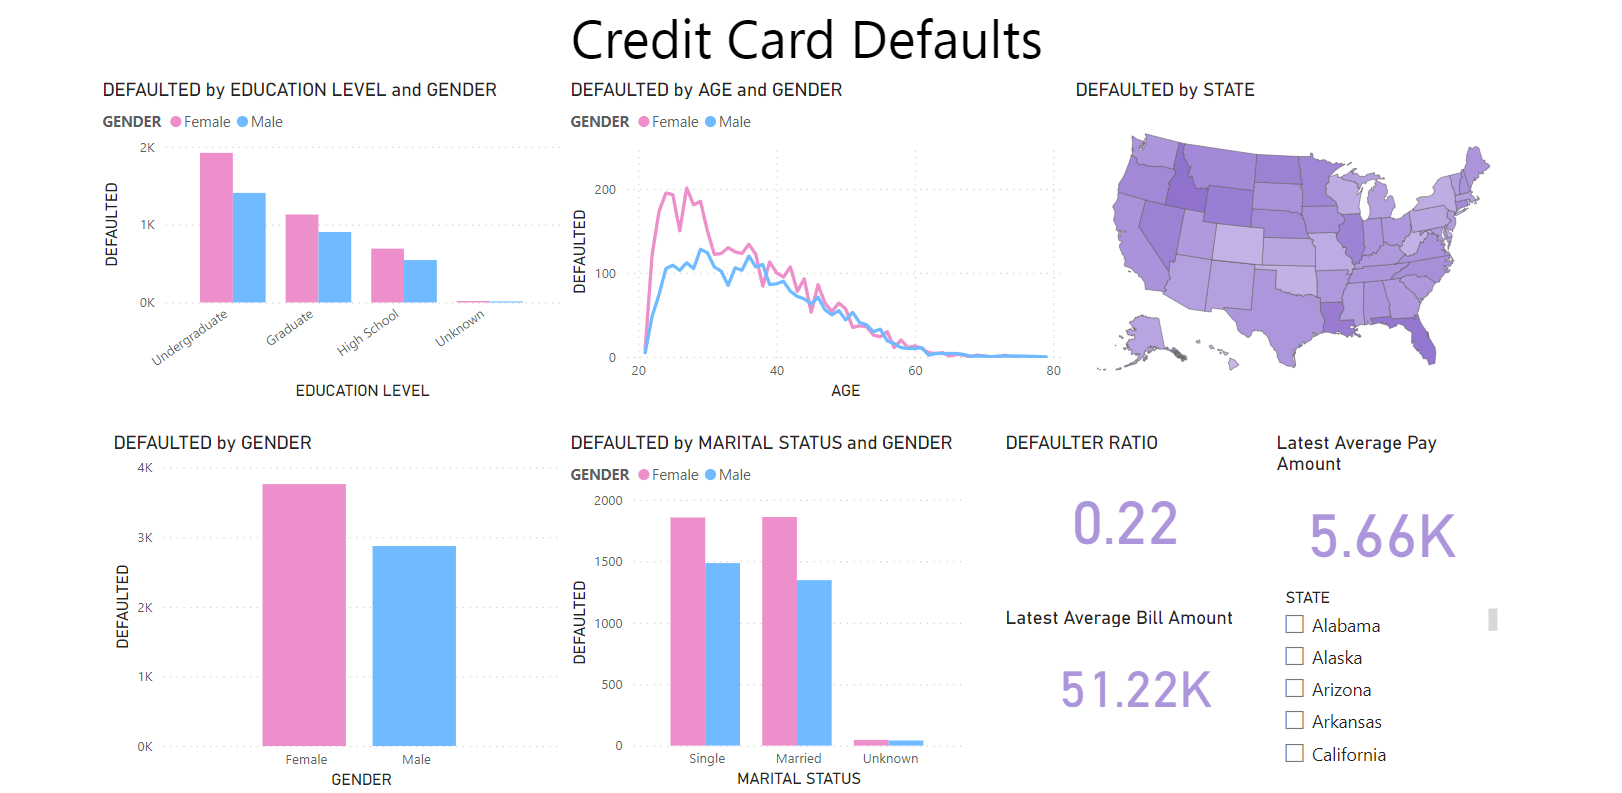 Credit Card Defaults
DEFAULTED by EDUCATION LEVEL and GENDER
GENDER Female Male
2K
1K
0K
DEFAULTED
Undergraduate
Graduate
High School
Unknown
EDUCATION LEVEL
DEFAULTED by AGE and GENDER
GENDER Female Male
200
100
0
DEFAULTED
20 40 60 80
AGE
DEFAULTED by STATE
DEFAULTED by GENDER
4K
3K
2K
1K
0K
DEFAULTED
Female Male
GENDER
DEFAULTED by MARITAL STATUS and GENDER
GENDER Female Male
2000
1500
1000
500
0
DEFAULTED
Single Married Unknown
MARITAL STATUS
DEFAULTER RATIO
0.22
Latest Average Pay
Amount
5.66K
Latest Average Bill Amount
51.22K
STATE
Alabama
Alaska
Arizona
Arkansas
California